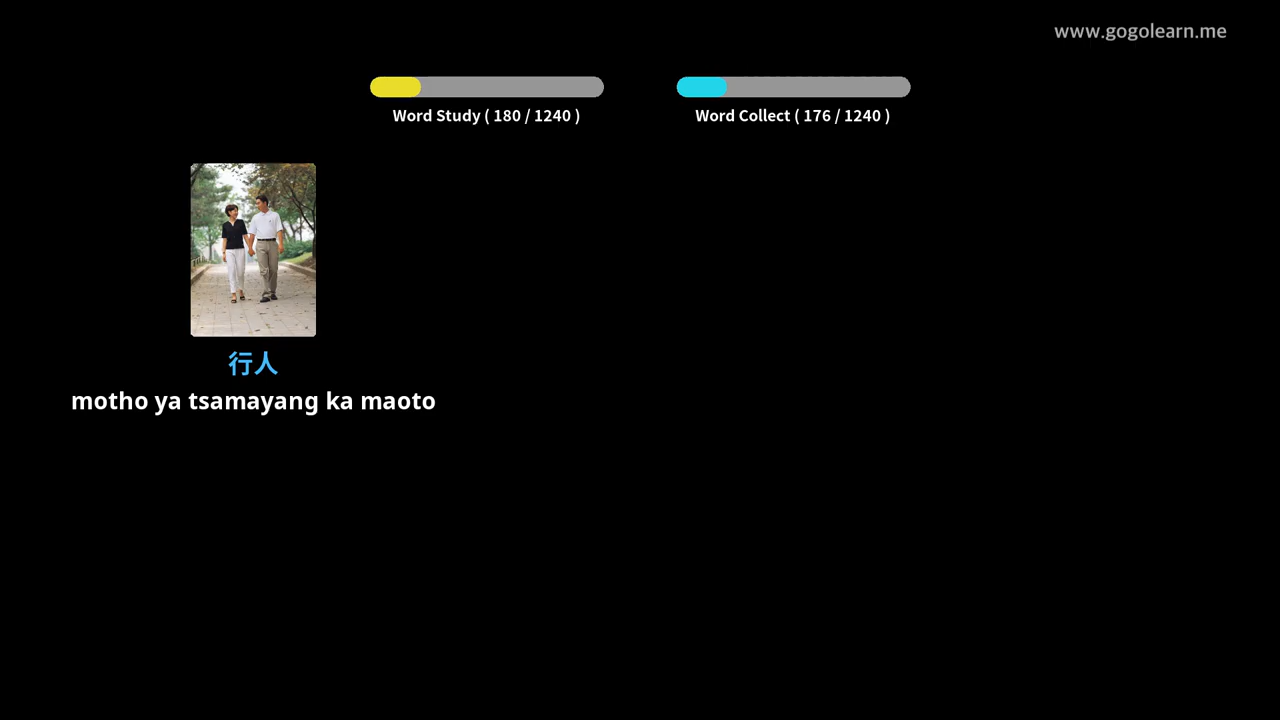 www.gogolearn.me
Word Study ( 180 / 1240 )
Word Collect ( 176 / 1240 )
行人
motho ya tsamayang ka maoto